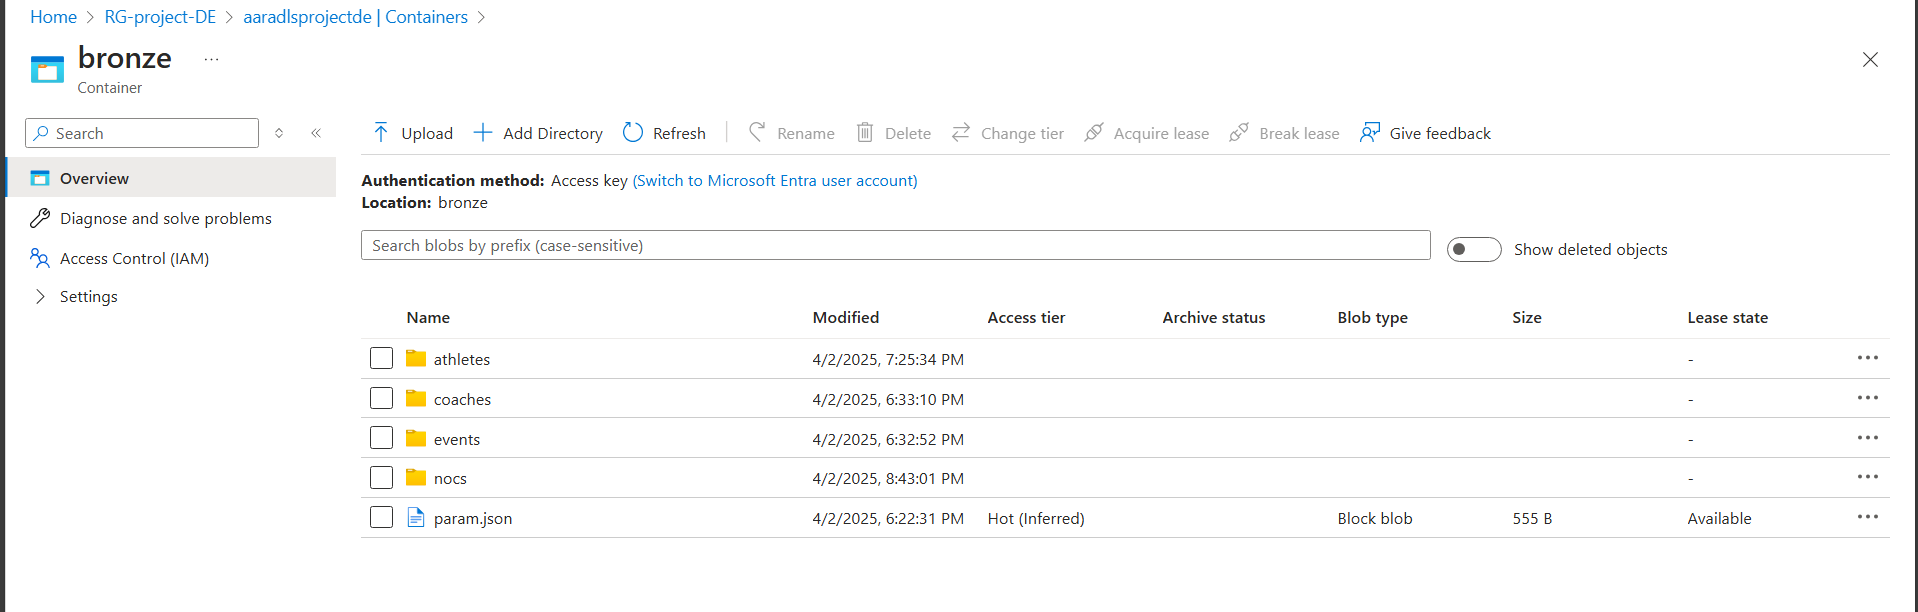 Home > RG-project-DE > aaradlsprojectde | Containers >
bronze ...
Container
Search
Overview
Diagnose and solve problems
Access Control (IAM)
Settings
Upload Add Directory Refresh Rename Delete Change tier Acquire lease Break lease Give feedback
Authentication method: Access key (Switch to Microsoft Entra user account)
Location: bronze
Search blobs by prefix (case-sensitive)
Show deleted objects
Name Modified Access tier Archive status Blob type Size Lease state
athletes 4/2/2025, 7:25:34 PM -
coaches 4/2/2025, 6:33:10 PM -
events 4/2/2025, 6:32:52 PM -
nocs 4/2/2025, 8:43:01 PM -
param.json 4/2/2025, 6:22:31 PM Hot (Inferred) Block blob 555 B Available